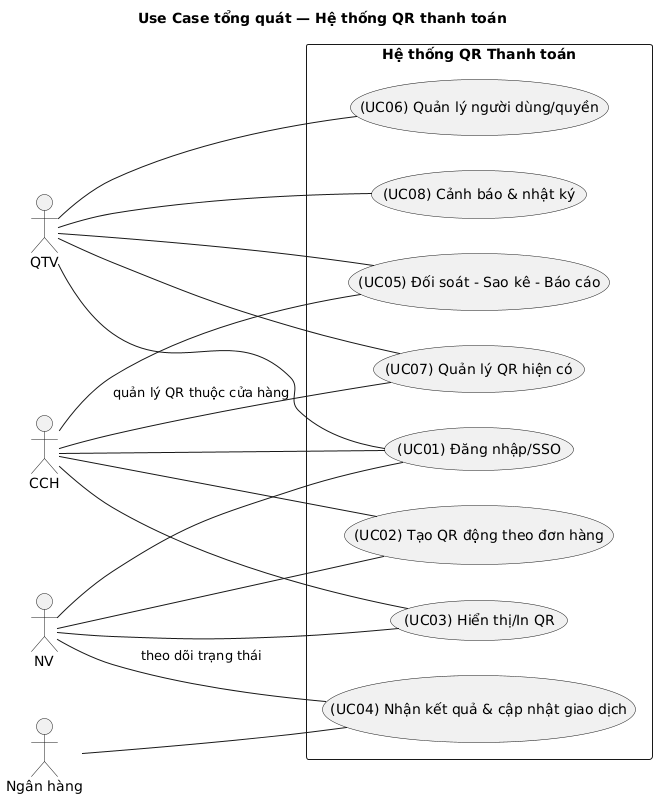 Use Case tổng quát — Hệ thống QR thanh toán
Hệ thống QR Thanh toán
(UC06) Quản lý người dùng/quyền
(UC08) Cảnh báo & nhật ký
QTV
(UC05) Đối soát - Sao kê - Báo cáo
(UC07) Quản lý QR hiện có
quản lý QR thuộc cửa hàng
(UC01) Đăng nhập/SSO
CCH
(UC02) Tạo QR động theo đơn hàng
(UC03) Hiển thị/In QR
theo dõi trạng thái
NV
(UC04) Nhận kết quả & cập nhật giao dịch
Ngân hàng